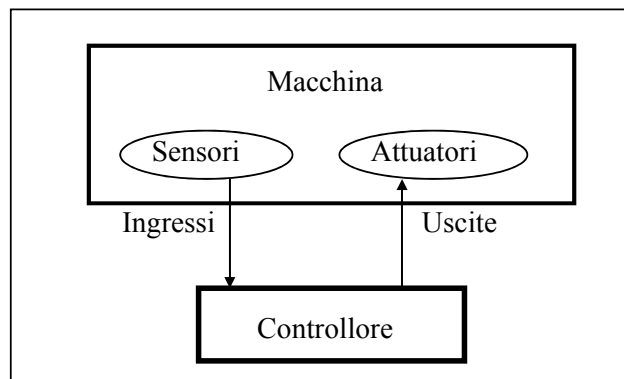 Macchina
Sensori
Attuatori
Ingressi
Uscite
Controllore